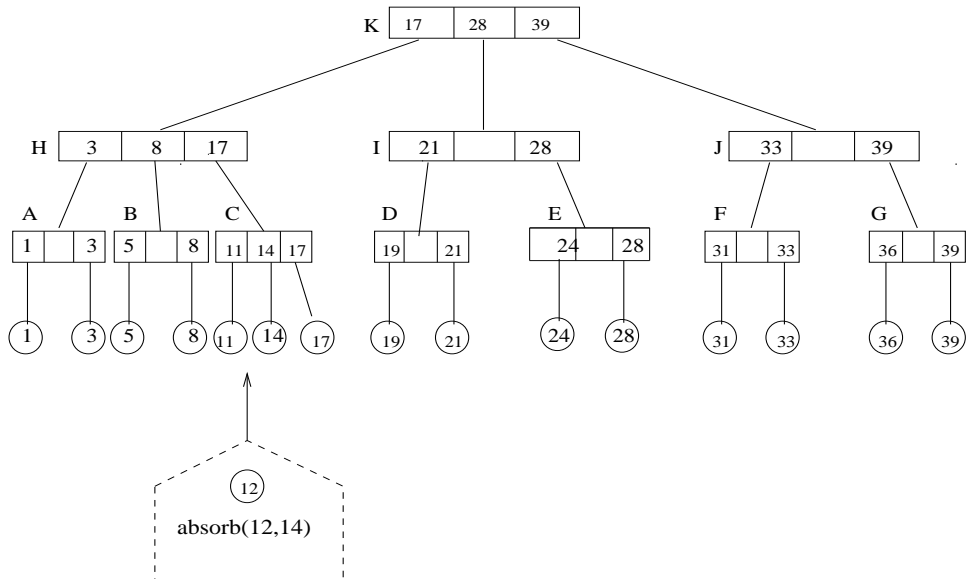 K 17 28 39
H 3 8 17 I 21 28 J 33 39
A B C D E F G
1 3 5 8 11 14 17 19 21 24 28 31 33 36 39
1 3 5 8 11 14 17 19 21 24 28 31 33 36 39
12
absorb(12,14)